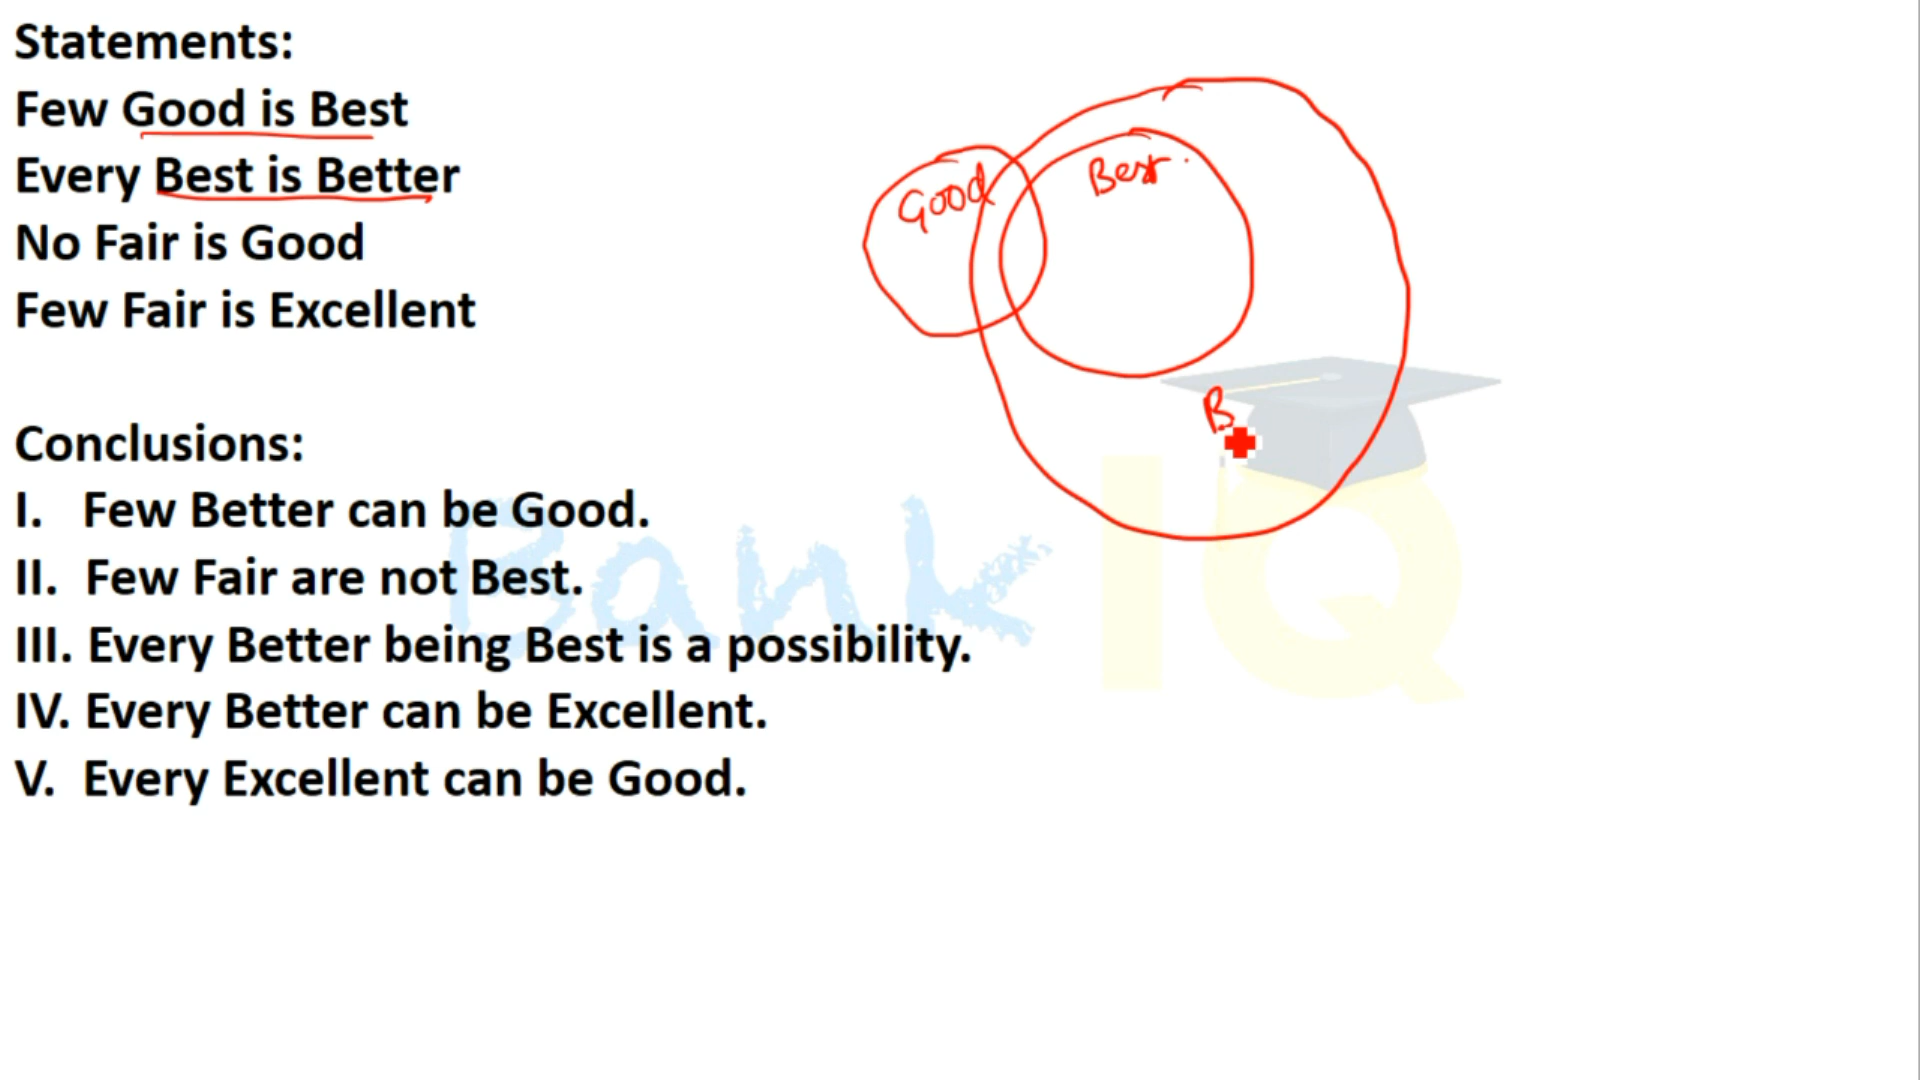 Statements:
Few Good is Best
Every Best is Better
No Fair is Good
Few Fair is Excellent
Conclusions:
I. Few Better can be Good.
II. Few Fair are not Best.
III. Every Better being Best is a possibility.
IV. Every Better can be Excellent.
V. Every Excellent can be Good.
Good
Best
B
Bank IQ